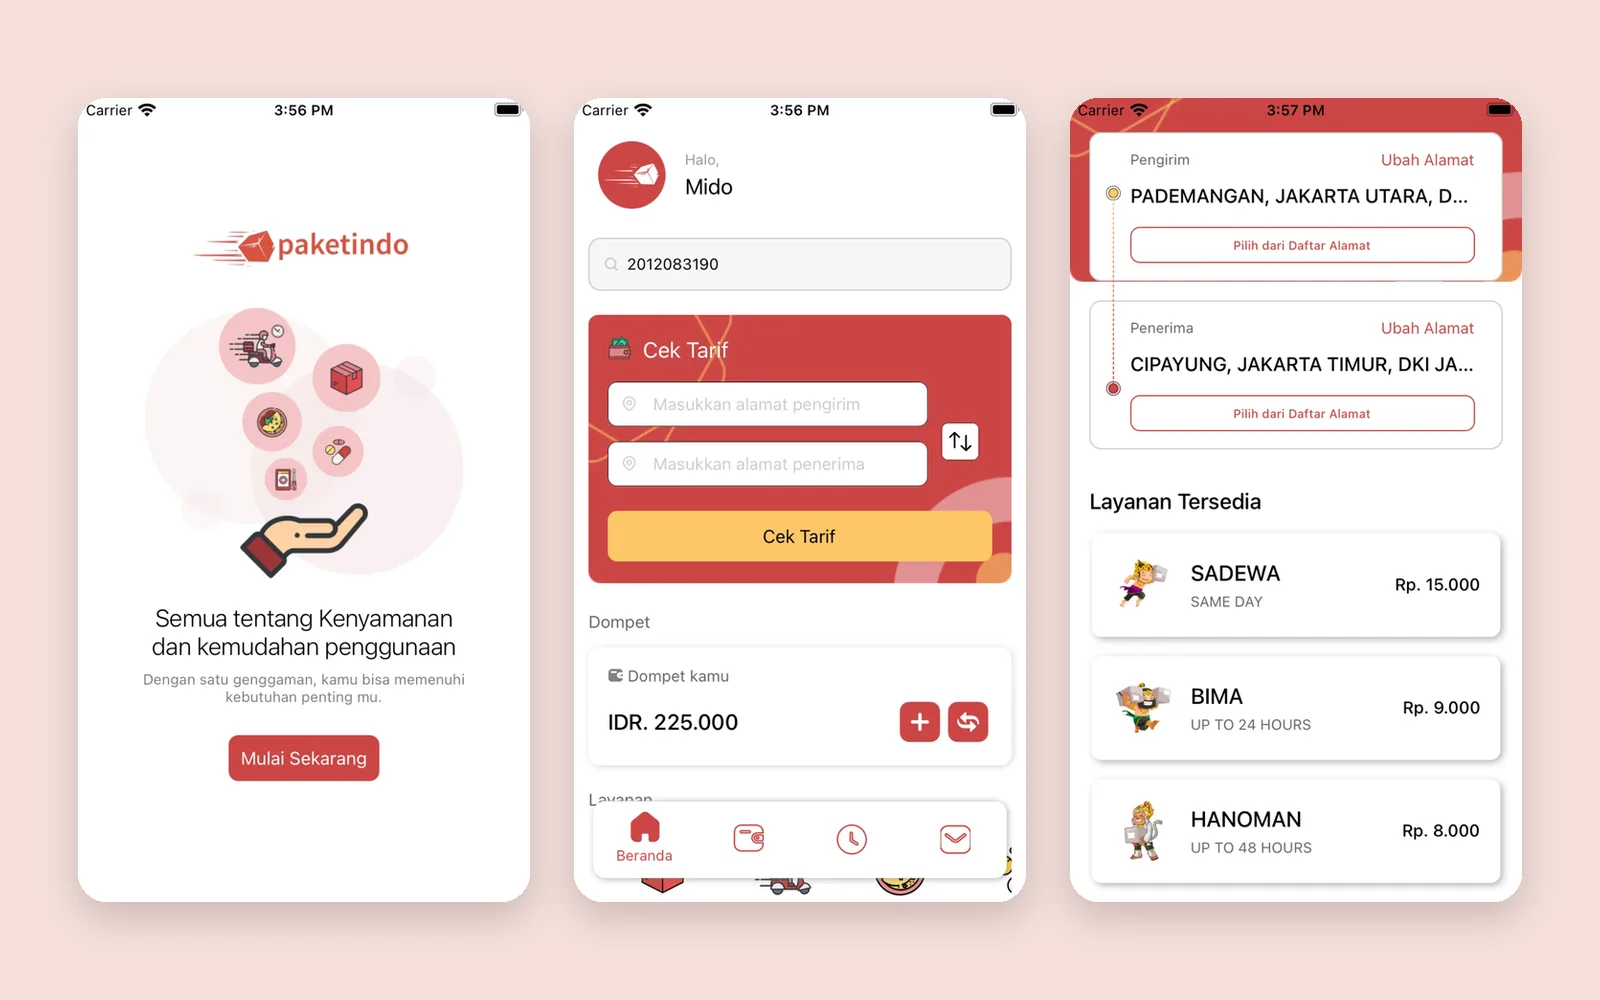 Carrier 3:56 PM
paketindo
Semua tentang Kenyamanan
dan kemudahan penggunaan
Dengan satu genggaman, kamu bisa memenuhi
kebutuhan penting mu.
Mulai Sekarang
Carrier 3:56 PM
Halo,
Mido
2012083190
Cek Tarif
Masukkan alamat pengirim
Masukkan alamat penerima
Cek Tarif
Dompet
Dompet kamu
IDR. 225.000
Layanan
Beranda
Carrier 3:57 PM
Pengirim Ubah Alamat
PADEMANGAN, JAKARTA UTARA, D...
Pilih dari Daftar Alamat
Penerima Ubah Alamat
CIPAYUNG, JAKARTA TIMUR, DKI JA...
Pilih dari Daftar Alamat
Layanan Tersedia
SADEWA
SAME DAY
Rp. 15.000
BIMA
UP TO 24 HOURS
Rp. 9.000
HANOMAN
UP TO 48 HOURS
Rp. 8.000